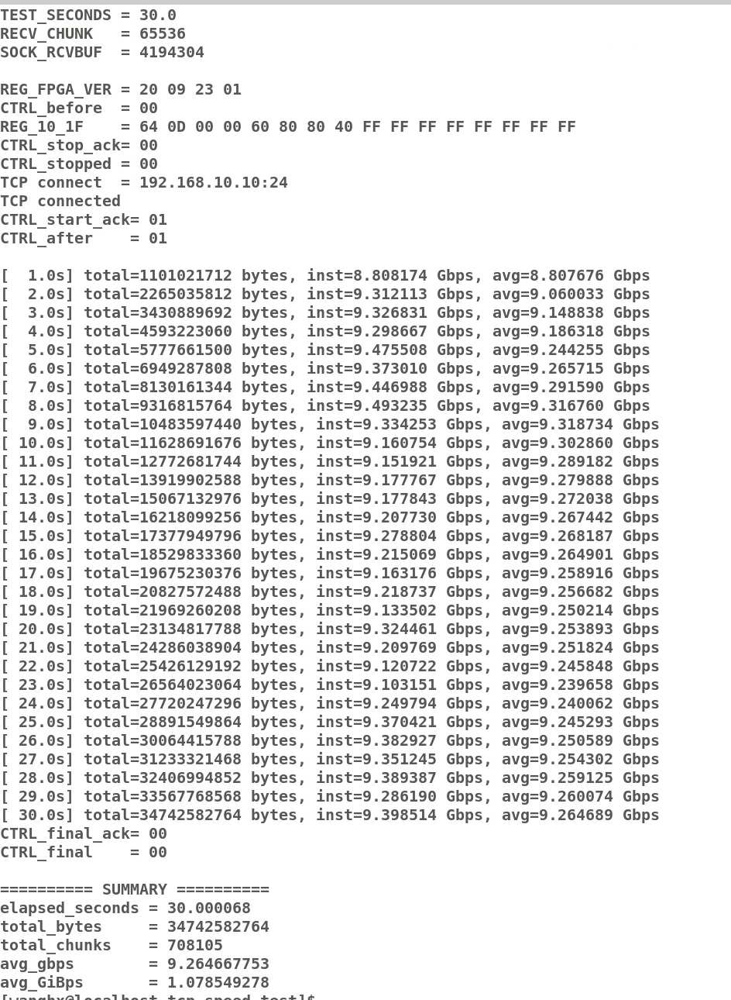 TEST_SECONDS = 30.0
RECV_CHUNK   = 65536
SOCK_RCVBUF  = 4194304
REG_FPGA_VER = 20 09 23 01
CTRL_before  = 00
REG_10_1F    = 64 0D 00 00 60 80 80 40 FF FF FF FF FF FF FF FF
CTRL_stop_ack= 00
CTRL_stopped = 00
TCP connect  = 192.168.10.10:24
TCP connected
CTRL_start_ack= 01
CTRL_after    = 01
[  1.0s] total=1101021712 bytes, inst=8.808174 Gbps, avg=8.807676 Gbps
[  2.0s] total=2265035812 bytes, inst=9.312113 Gbps, avg=9.060033 Gbps
[  3.0s] total=3430889692 bytes, inst=9.326831 Gbps, avg=9.148838 Gbps
[  4.0s] total=4593223060 bytes, inst=9.298667 Gbps, avg=9.186318 Gbps
[  5.0s] total=5777661500 bytes, inst=9.475508 Gbps, avg=9.244255 Gbps
[  6.0s] total=6949287808 bytes, inst=9.373010 Gbps, avg=9.265715 Gbps
[  7.0s] total=8130161344 bytes, inst=9.446988 Gbps, avg=9.291590 Gbps
[  8.0s] total=9316815764 bytes, inst=9.493235 Gbps, avg=9.316760 Gbps
[  9.0s] total=10483597440 bytes, inst=9.334253 Gbps, avg=9.318734 Gbps
[ 10.0s] total=11628691676 bytes, inst=9.160754 Gbps, avg=9.302860 Gbps
[ 11.0s] total=12772681744 bytes, inst=9.151921 Gbps, avg=9.289182 Gbps
[ 12.0s] total=13919902588 bytes, inst=9.177767 Gbps, avg=9.279888 Gbps
[ 13.0s] total=15067132976 bytes, inst=9.177843 Gbps, avg=9.272038 Gbps
[ 14.0s] total=16218099256 bytes, inst=9.207730 Gbps, avg=9.267442 Gbps
[ 15.0s] total=17377949796 bytes, inst=9.278804 Gbps, avg=9.268187 Gbps
[ 16.0s] total=18529833360 bytes, inst=9.215069 Gbps, avg=9.264901 Gbps
[ 17.0s] total=19675230376 bytes, inst=9.163176 Gbps, avg=9.258916 Gbps
[ 18.0s] total=20827572488 bytes, inst=9.218737 Gbps, avg=9.256682 Gbps
[ 19.0s] total=21969260208 bytes, inst=9.133502 Gbps, avg=9.250214 Gbps
[ 20.0s] total=23134817788 bytes, inst=9.324461 Gbps, avg=9.253893 Gbps
[ 21.0s] total=24286038904 bytes, inst=9.209769 Gbps, avg=9.251824 Gbps
[ 22.0s] total=25426129192 bytes, inst=9.120722 Gbps, avg=9.245848 Gbps
[ 23.0s] total=26564023064 bytes, inst=9.103151 Gbps, avg=9.239658 Gbps
[ 24.0s] total=27720247296 bytes, inst=9.249794 Gbps, avg=9.240062 Gbps
[ 25.0s] total=28891549864 bytes, inst=9.370421 Gbps, avg=9.245293 Gbps
[ 26.0s] total=30064415788 bytes, inst=9.382927 Gbps, avg=9.250589 Gbps
[ 27.0s] total=31233321468 bytes, inst=9.351245 Gbps, avg=9.254302 Gbps
[ 28.0s] total=32406994852 bytes, inst=9.389387 Gbps, avg=9.259125 Gbps
[ 29.0s] total=33567768568 bytes, inst=9.286190 Gbps, avg=9.260074 Gbps
[ 30.0s] total=34742582764 bytes, inst=9.398514 Gbps, avg=9.264689 Gbps
CTRL_final_ack= 00
CTRL_final    = 00
========== SUMMARY ==========
elapsed_seconds = 30.000068
total_bytes     = 34742582764
total_chunks    = 708105
avg_gbps        = 9.264667753
avg_GiBps       = 1.078549278